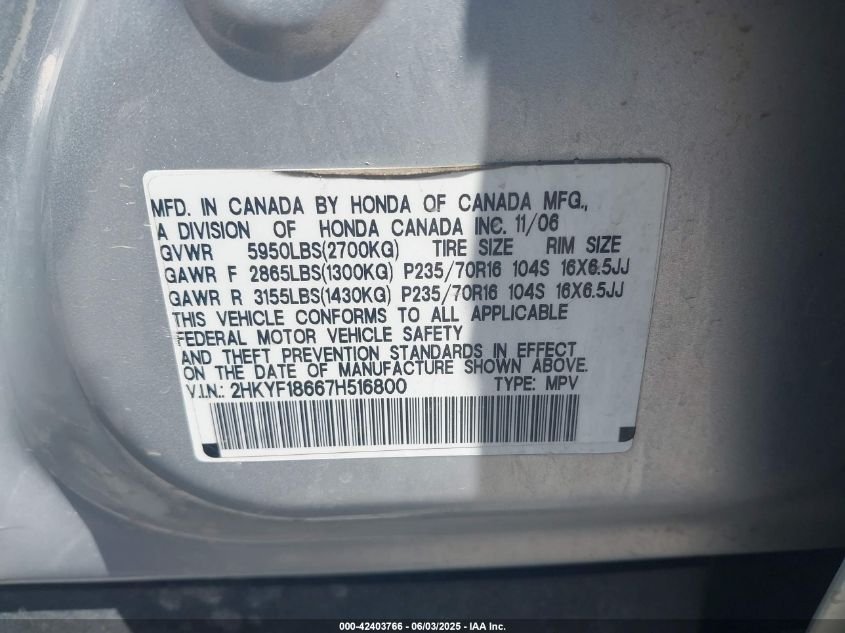 MFD. IN CANADA BY HONDA OF CANADA MFG.,
A DIVISION OF HONDA CANADA INC. 11/06
GVWR 5950LBS(2700KG) TIRE SIZE RIM SIZE
GAWR F 2865LBS(1300KG) P235/70R16 104S 16X6.5JJ
GAWR R 3155LBS(1430KG) P235/70R16 104S 16X6.5JJ
THIS VEHICLE CONFORMS TO ALL APPLICABLE
FEDERAL MOTOR VEHICLE SAFETY
AND THEFT PREVENTION STANDARDS IN EFFECT
ON THE DATE OF MANUFACTURE SHOWN ABOVE.
V.I.N.: 2HKYF18667H516800 TYPE: MPV
000-42403766 - 06/03/2025 - IAA Inc.